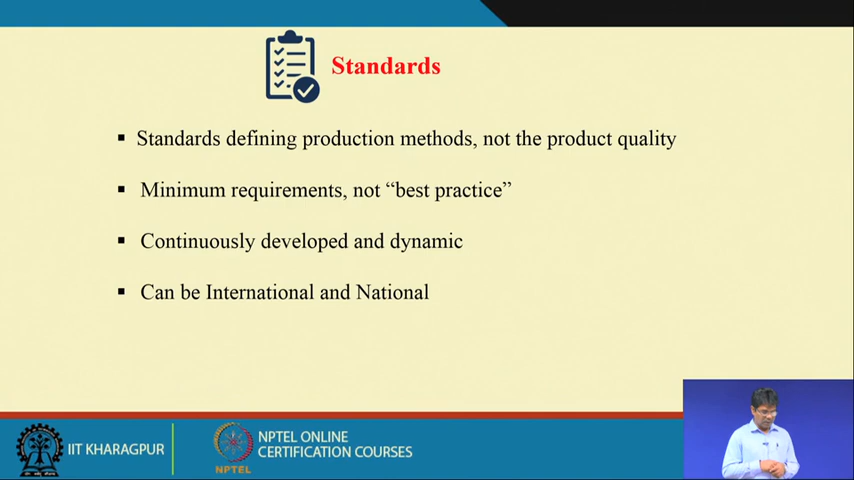 Standards
▪ Standards defining production methods, not the product quality
▪ Minimum requirements, not “best practice”
▪ Continuously developed and dynamic
▪ Can be International and National
IIT KHARAGPUR
NPTEL
NPTEL ONLINE
CERTIFICATION COURSES